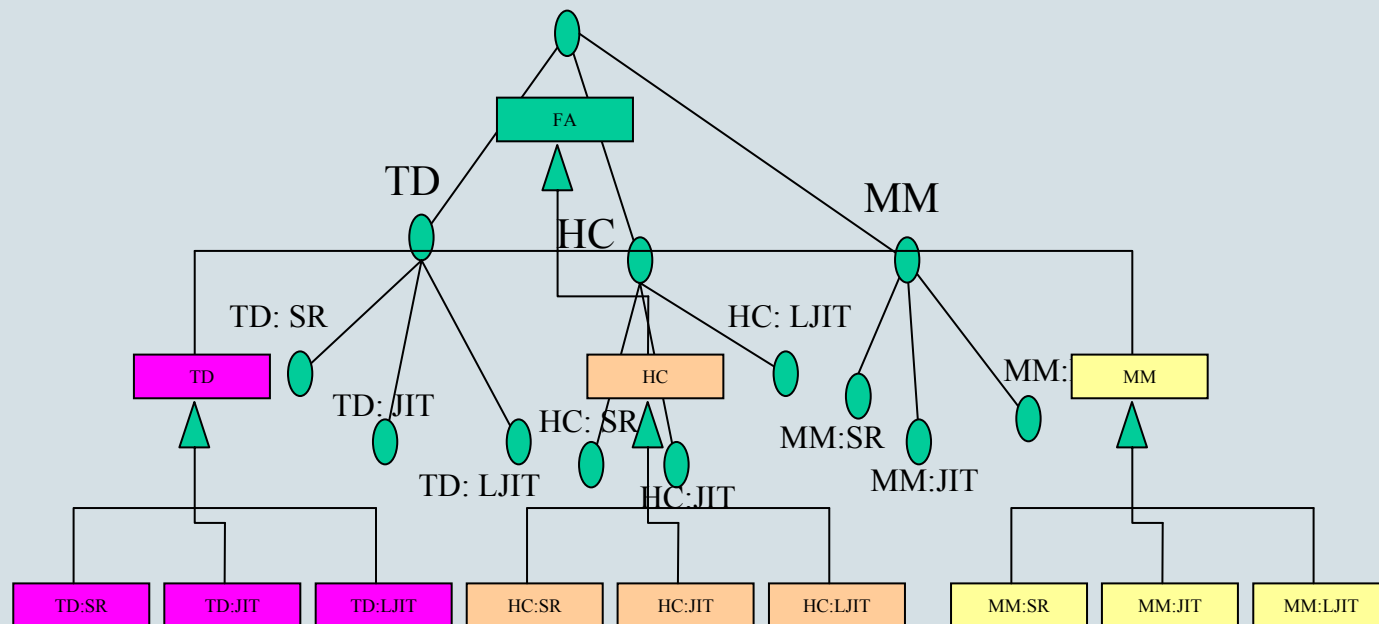 FA
TD
MM
HC
TD: SR
HC: LJIT
TD
HC
MM:
MM
TD: JIT
HC: SR
MM:SR
TD: LJIT
HC:JIT
MM:JIT
TD:SR
TD:JIT
TD:LJIT
HC:SR
HC:JIT
HC:LJIT
MM:SR
MM:JIT
MM:LJIT